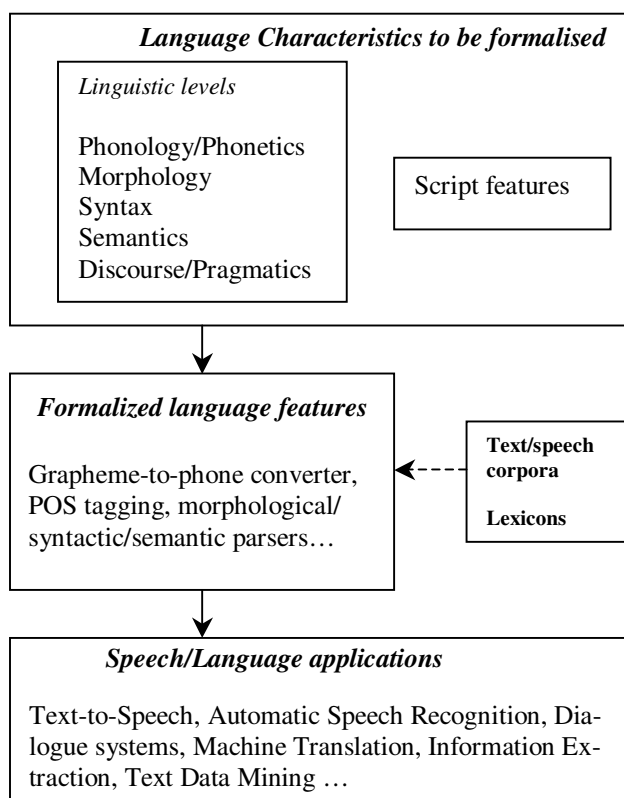 Language Characteristics to be formalised
Linguistic levels
Phonology/Phonetics
Morphology
Syntax
Semantics
Discourse/Pragmatics
Script features
Formalized language features
Grapheme-to-phone converter,
POS tagging, morphological/
syntactic/semantic parsers…
Text/speech
corpora
Lexicons
Speech/Language applications
Text-to-Speech, Automatic Speech Recognition, Dia-
logue systems, Machine Translation, Information Ex-
traction, Text Data Mining …